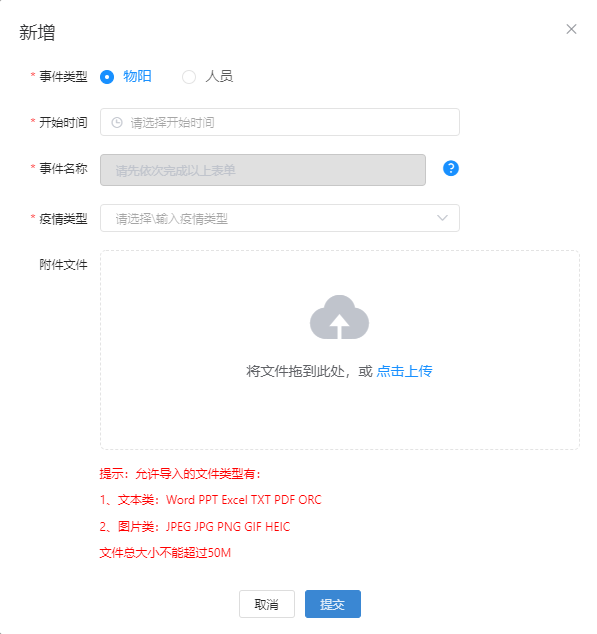 新增
* 事件类型 物阳 人员
* 开始时间 请选择开始时间
* 事件名称 请先依次完成以上表单 ?
* 疫情类型 请选择\输入疫情类型
附件文件
将文件拖到此处，或 点击上传
提示：允许导入的文件类型有：
1、文本类：Word PPT Excel TXT PDF ORC
2、图片类：JPEG JPG PNG GIF HEIC
文件总大小不能超过50M
取消 提交